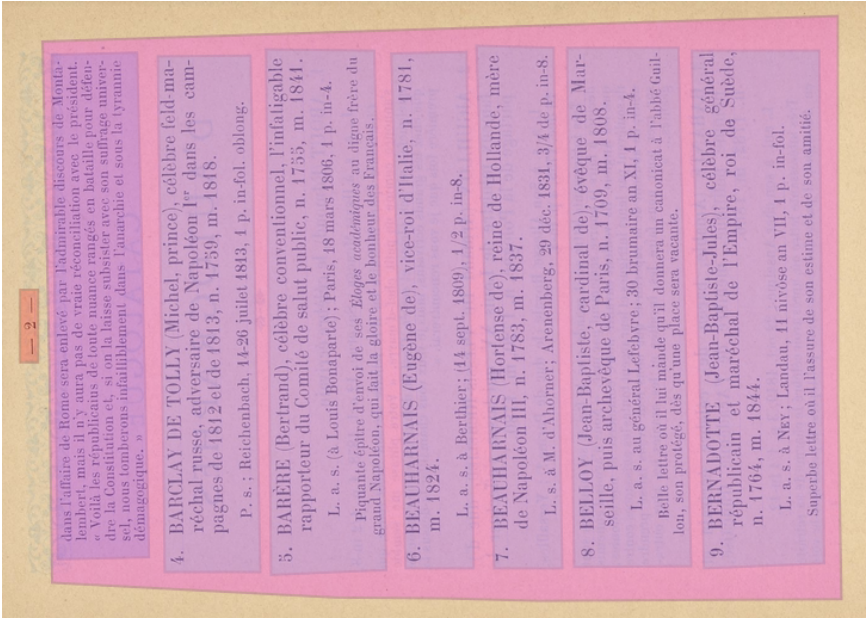 — 2 —
dans l'affaire de Rome sera enlevé par l'admirable discours de Monta-
lembert, mais il n'y aura pas de vraie réconciliation avec le président.
« Voilà les républicains de toute nuance rangés en bataille pour défen-
dre la Constitution et, si on la laisse subsister avec son suffrage univer-
sel, nous tomberons infailliblement dans l'anarchie et sous la tyrannie
démagogique. »
4. BARCLAY DE TOLLY (Michel, prince), célèbre feld-ma-
réchal russe, adversaire de Napoléon Ier dans les cam-
pagnes de 1812 et de 1813, n. 1759, m. 1818.
P. s. ; Reichenbach, 14-26 juillet 1813, 1 p. in-fol. oblong.
5. BARÈRE (Bertrand), célèbre conventionnel, l'infatigable
rapporteur du Comité de salut public, n. 1755, m. 1841.
L. a. s. (à Louis Bonaparte) ; Paris, 18 mars 1806, 1 p. in-4.
Piquante épître d'envoi de ses Éloges académiques au digne frère du
grand Napoléon, qui fait la gloire et le bonheur des Français.
6. BEAUHARNAIS (Eugène de), vice-roi d'Italie, n. 1781,
m. 1824.
L. a. s. à Berthier ; (14 sept. 1809), 1/2 p. in-8.
7. BEAUHARNAIS (Hortense de), reine de Hollande, mère
de Napoléon III, n. 1783, m. 1837.
L. s. à M. d'Ahorner ; Arenenberg, 29 déc. 1831, 3/4 de p. in-8.
8. BELLOY (Jean-Baptiste, cardinal de), évêque de Mar-
seille, puis archevêque de Paris, n. 1709, m. 1808.
L. a. s. au général Lefebvre ; 30 brumaire an XI, 1 p. in-4.
Belle lettre où il lui mande qu'il donnera un canonicat à l'abbé Guil-
lon, son protégé, dès qu'une place sera vacante.
9. BERNADOTTE (Jean-Baptiste-Jules), célèbre général
républicain et maréchal de l'Empire, roi de Suède,
n. 1764, m. 1844.
L. a. s. à NEY ; Landau, 11 nivôse an VII, 1 p. in-fol.
Superbe lettre où il l'assure de son estime et de son amitié.